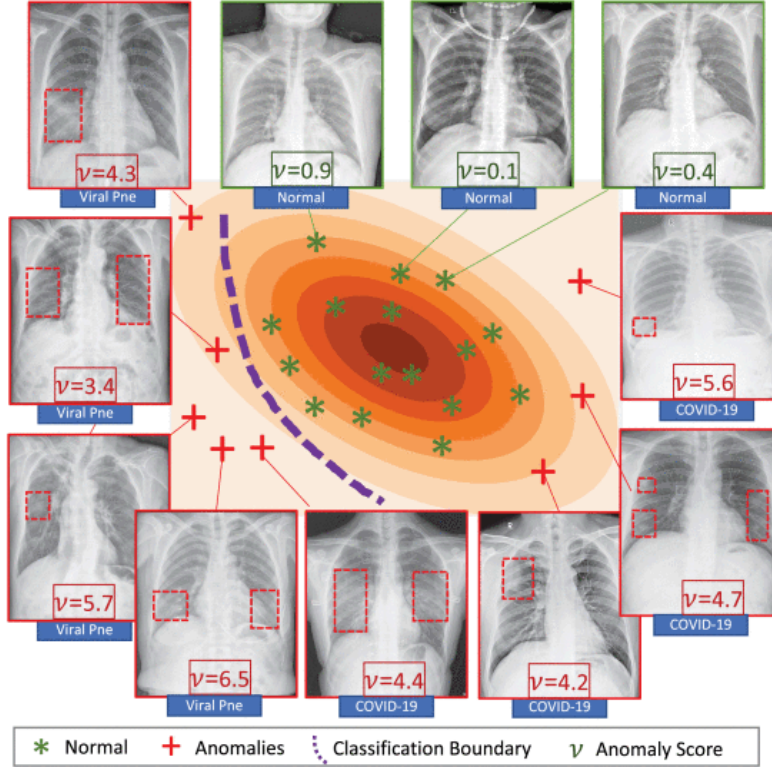 ν=4.3
Viral Pne
ν=0.9
Normal
ν=0.1
Normal
ν=0.4
Normal
ν=3.4
Viral Pne
ν=5.6
COVID-19
ν=5.7
Viral Pne
ν=4.7
COVID-19
ν=6.5
Viral Pne
ν=4.4
COVID-19
ν=4.2
COVID-19
Normal Anomalies Classification Boundary ν Anomaly Score